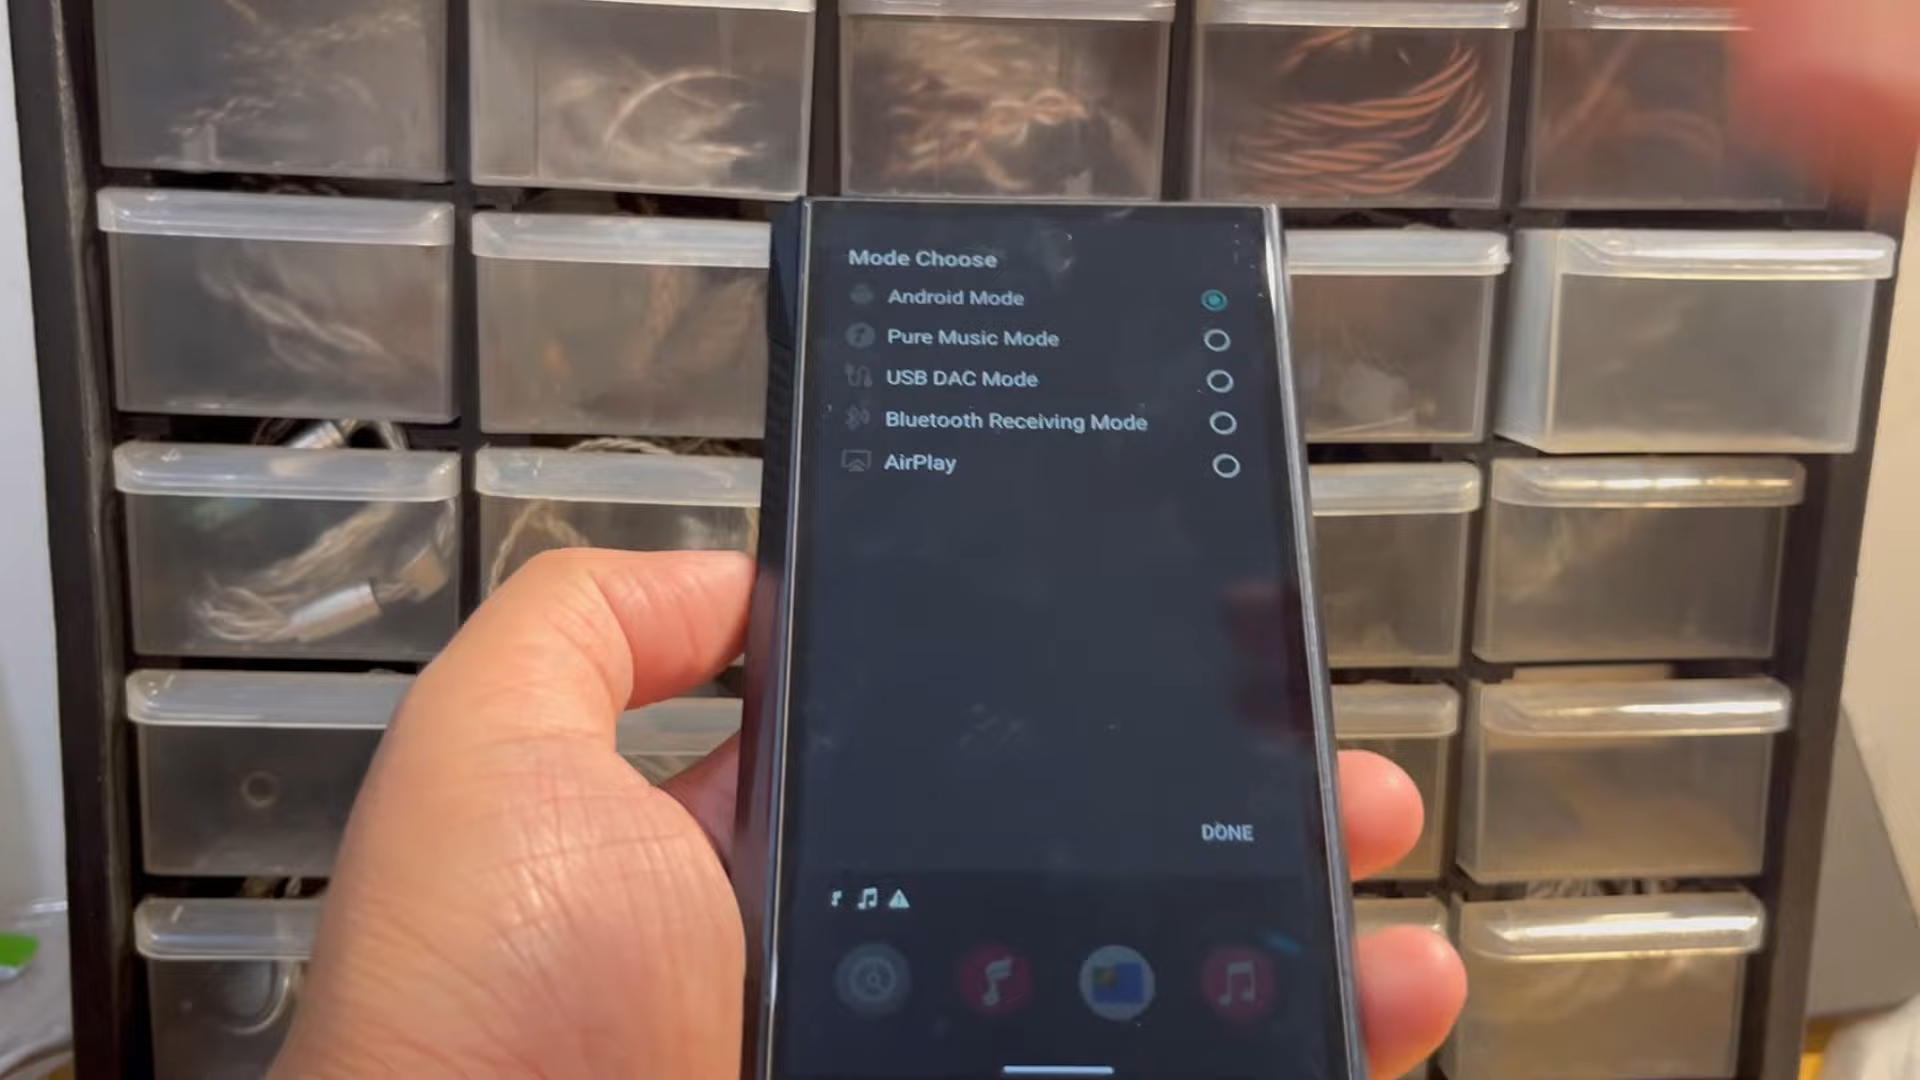 Mode Choose
Android Mode
Pure Music Mode
USB DAC Mode
Bluetooth Receiving Mode
AirPlay
DONE